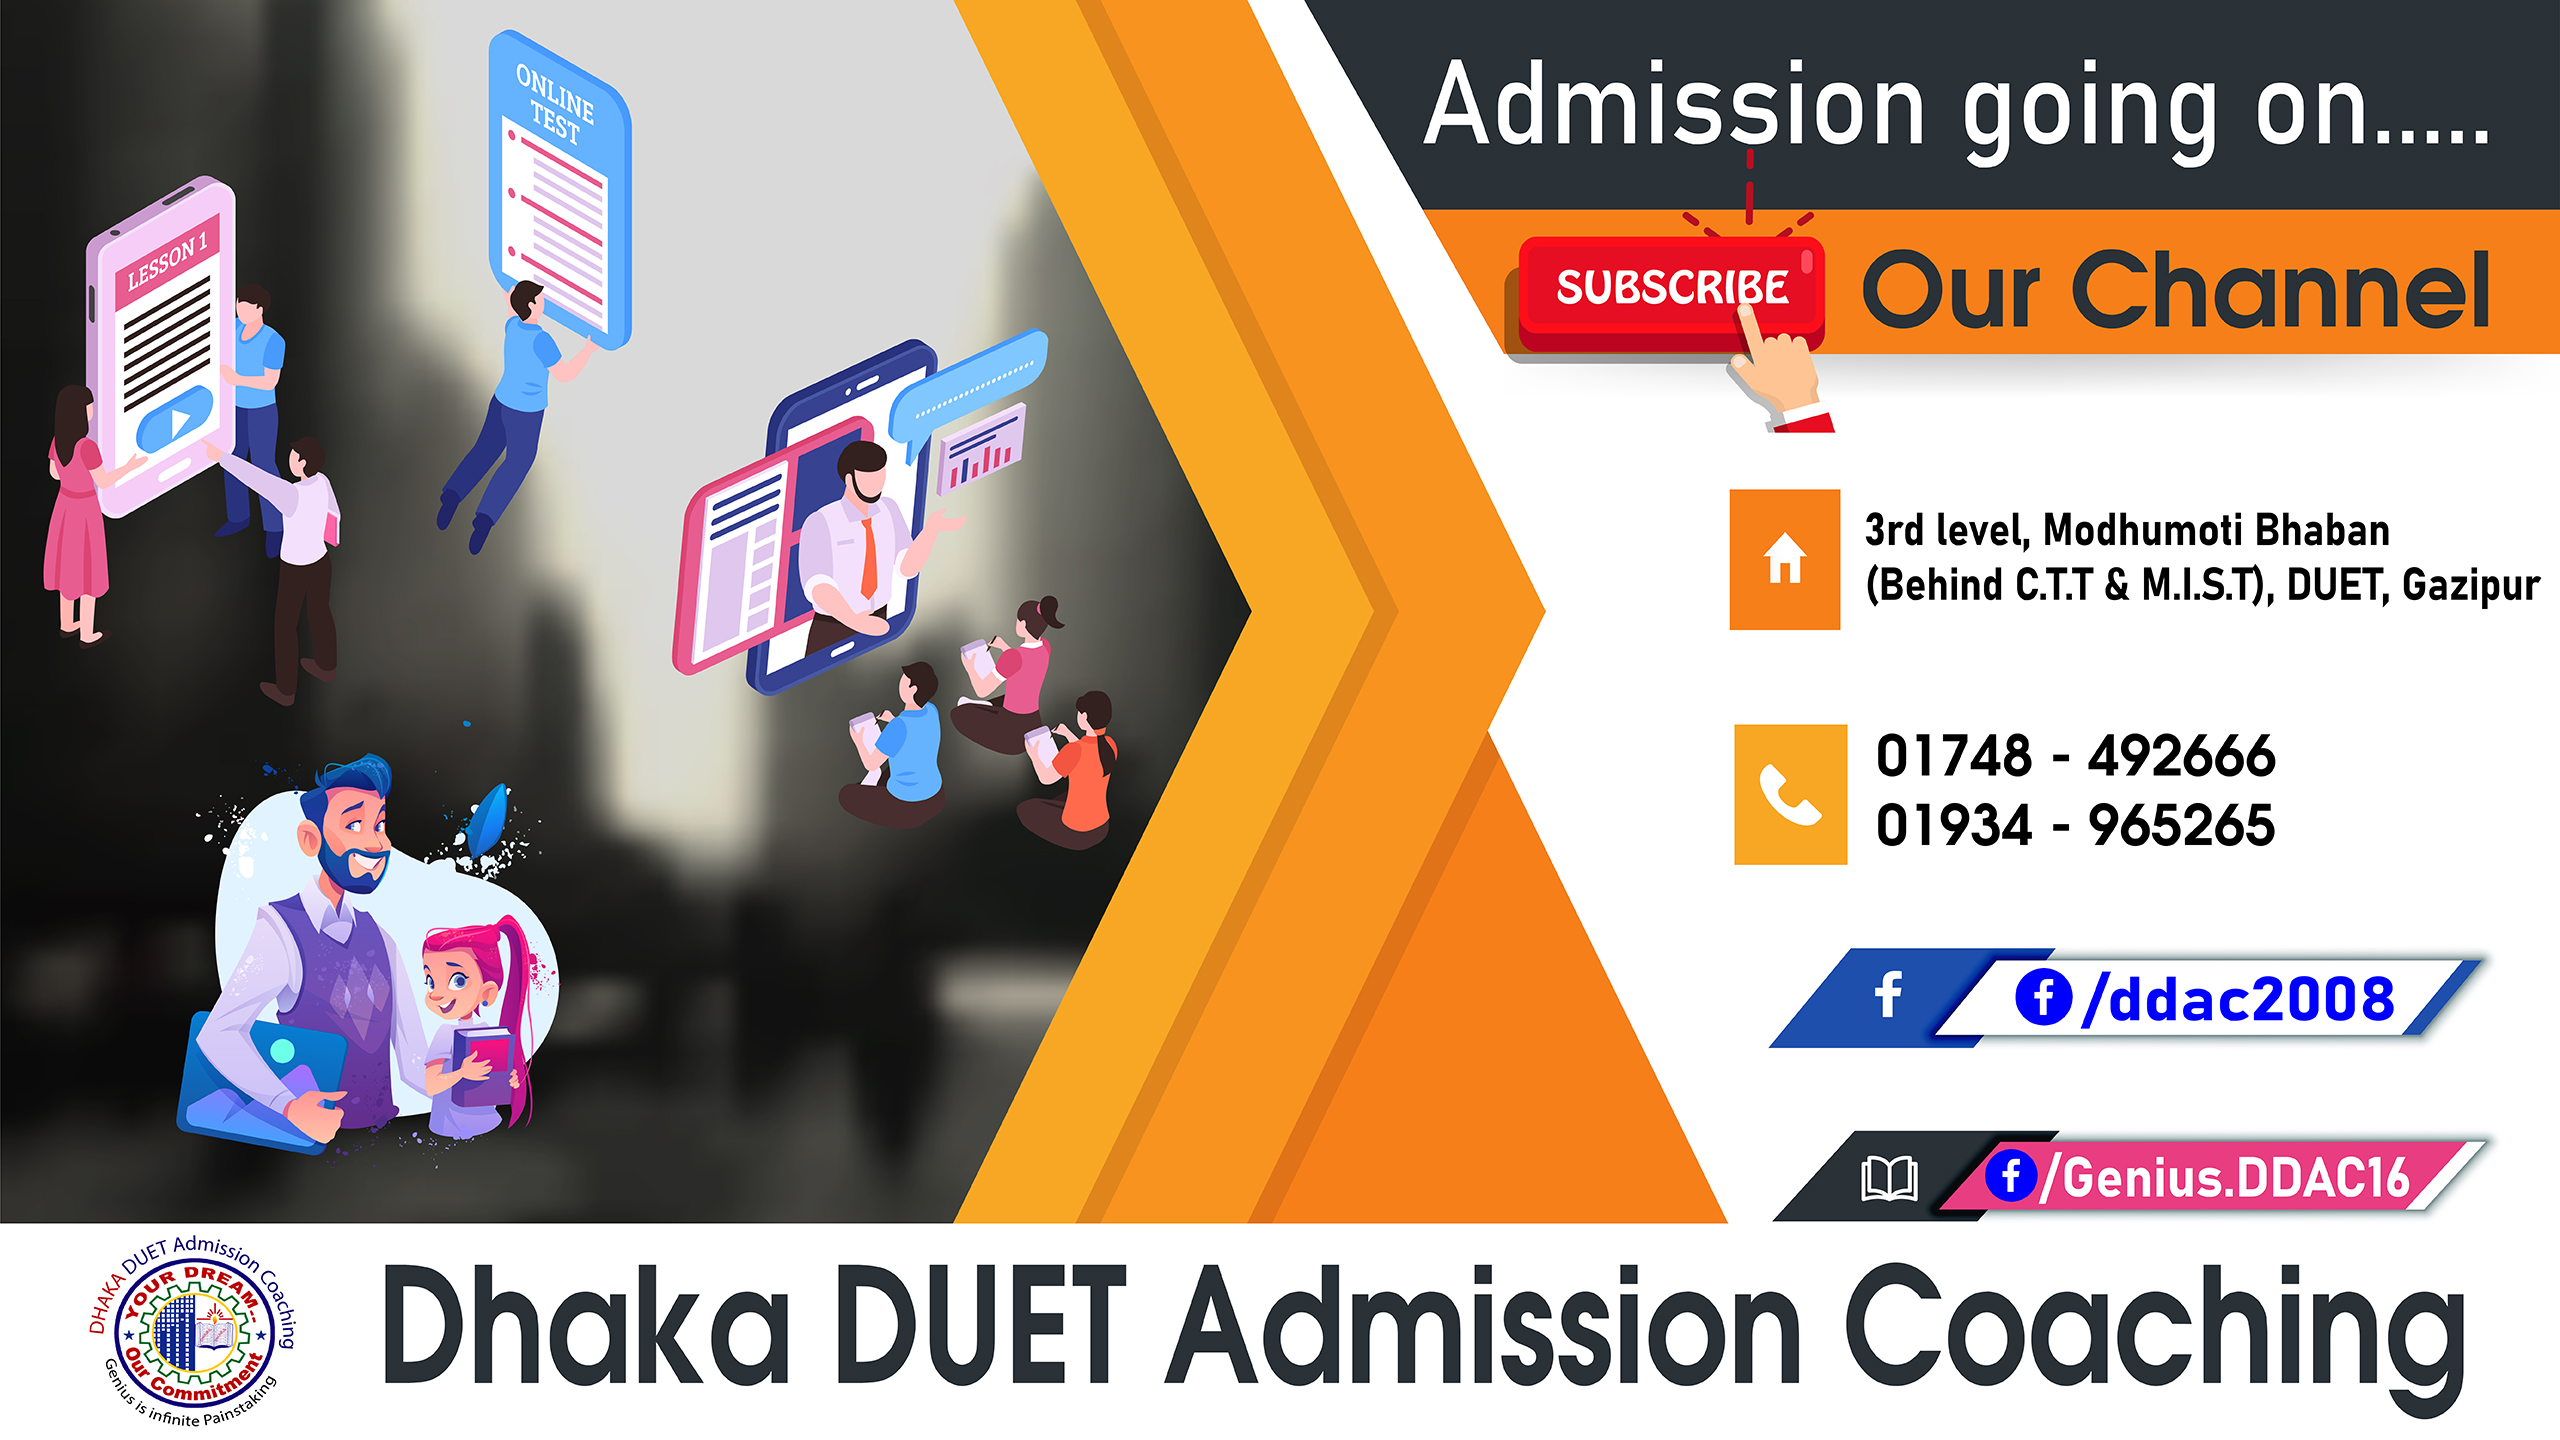 Admission going on.....
SUBSCRIBE
Our Channel
ONLINE
TEST
LESSON 1
3rd level, Modhumoti Bhaban
(Behind C.T.T & M.I.S.T), DUET, Gazipur
01748 - 492666
01934 - 965265
/ddac2008
/Genius.DDAC16
DHAKA DUET Admission Coaching
YOUR DREAM...
Our Commitment
Genius is infinite Painstaking
Dhaka DUET Admission Coaching